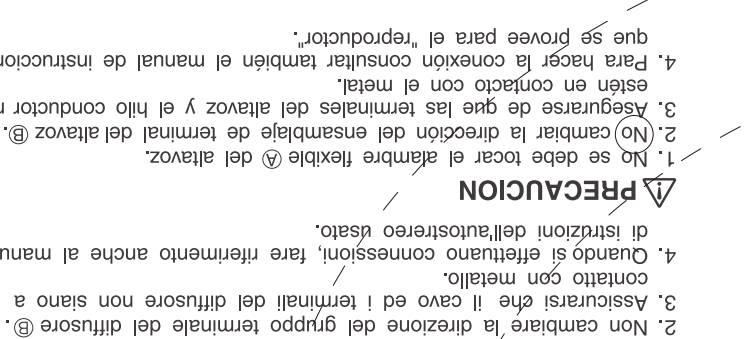 2. Non cambiare la direzione del gruppo terminale del diffusore Ⓑ.
3. Assicurarsi che il cavo ed i terminali del diffusore non siano a
contatto con metallo.
4. Quando si effettuano connessioni, fare riferimento anche al manu
di istruzioni dell'autostrereo usato.
⚠ PRECAUCION
1. No se debe tocar el alambre flexible Ⓐ del altavoz.
2. No cambiar la dirección del ensamblaje de terminal del altavoz Ⓑ.
3. Asegurarse de que las terminales del altavoz y el hilo conductor n
estén en contacto con el metal.
4. Para hacer la conexión consultar también el manual de instruccion
que se provee para el "reproductor".